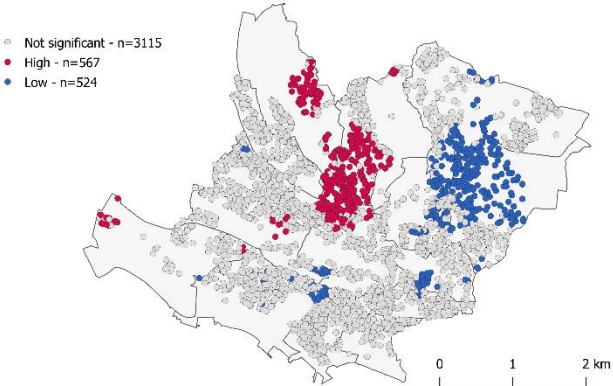 Not significant - n=3115
High - n=567
Low - n=524
0 1 2 km